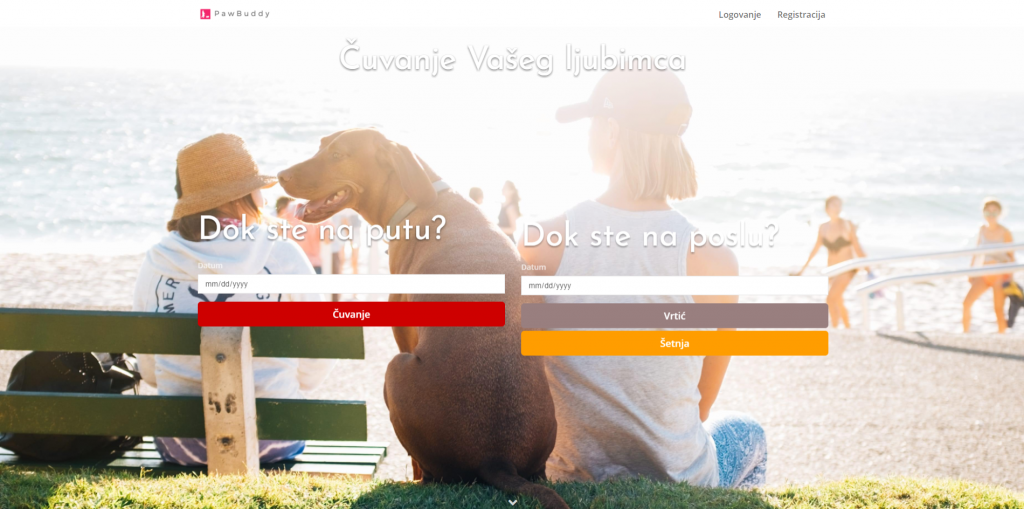 PawBuddy
Logovanje Registracija
Čuvanje Vašeg ljubimca
Dok ste na putu?
Datum
mm/dd/yyyy
Čuvanje
Dok ste na poslu?
Datum
mm/dd/yyyy
Vrtić
Šetnja
MER
56